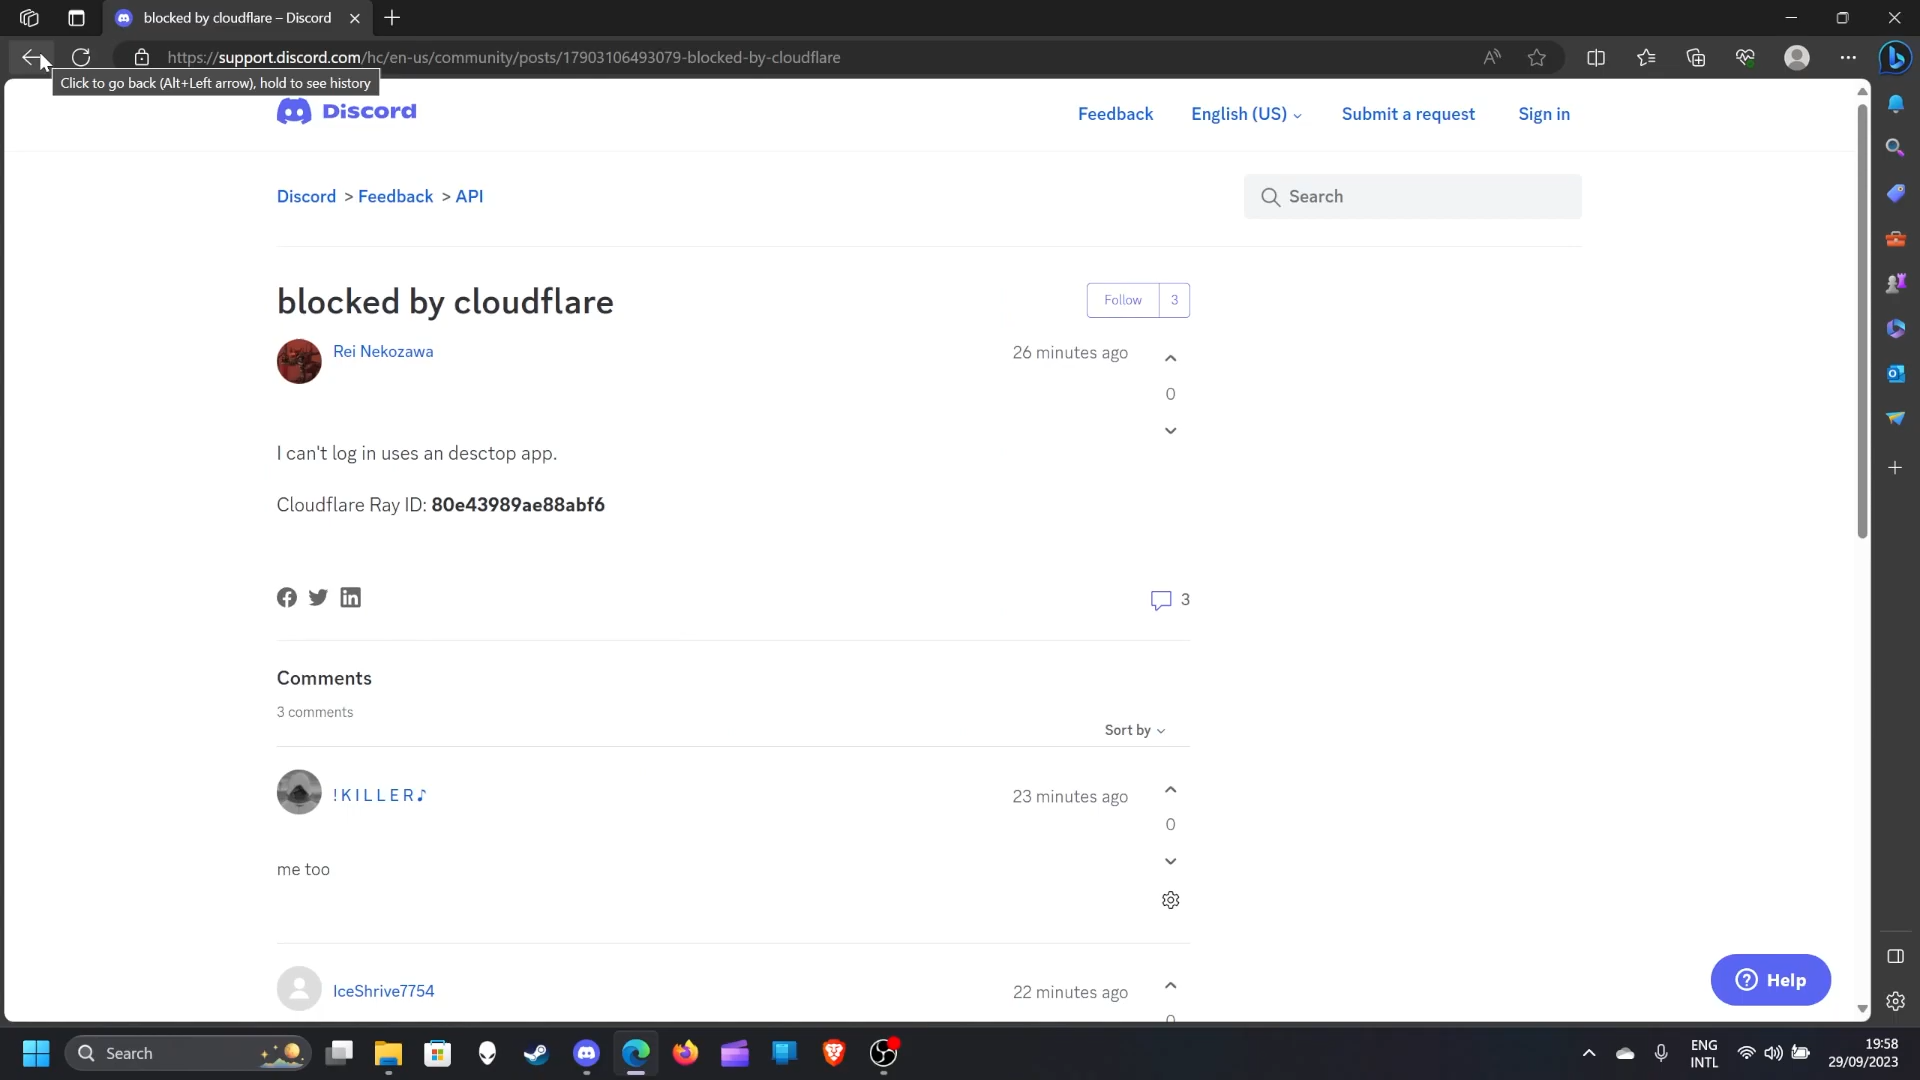 blocked by cloudflare – Discord
https://support.discord.com/hc/en-us/community/posts/17903106493079-blocked-by-cloudflare
Click to go back (Alt+Left arrow), hold to see history
Discord
Feedback
English (US)
Submit a request
Sign in
Discord > Feedback > API
Search
blocked by cloudflare
Follow 3
Rei Nekozawa
26 minutes ago
0
I can't log in uses an desctop app.
Cloudflare Ray ID: 80e43989ae88abf6
3
Comments
3 comments
Sort by
!KILLER♪
23 minutes ago
0
me too
IceShrive7754
22 minutes ago
0
Help
Search
ENG
INTL
19:58
29/09/2023